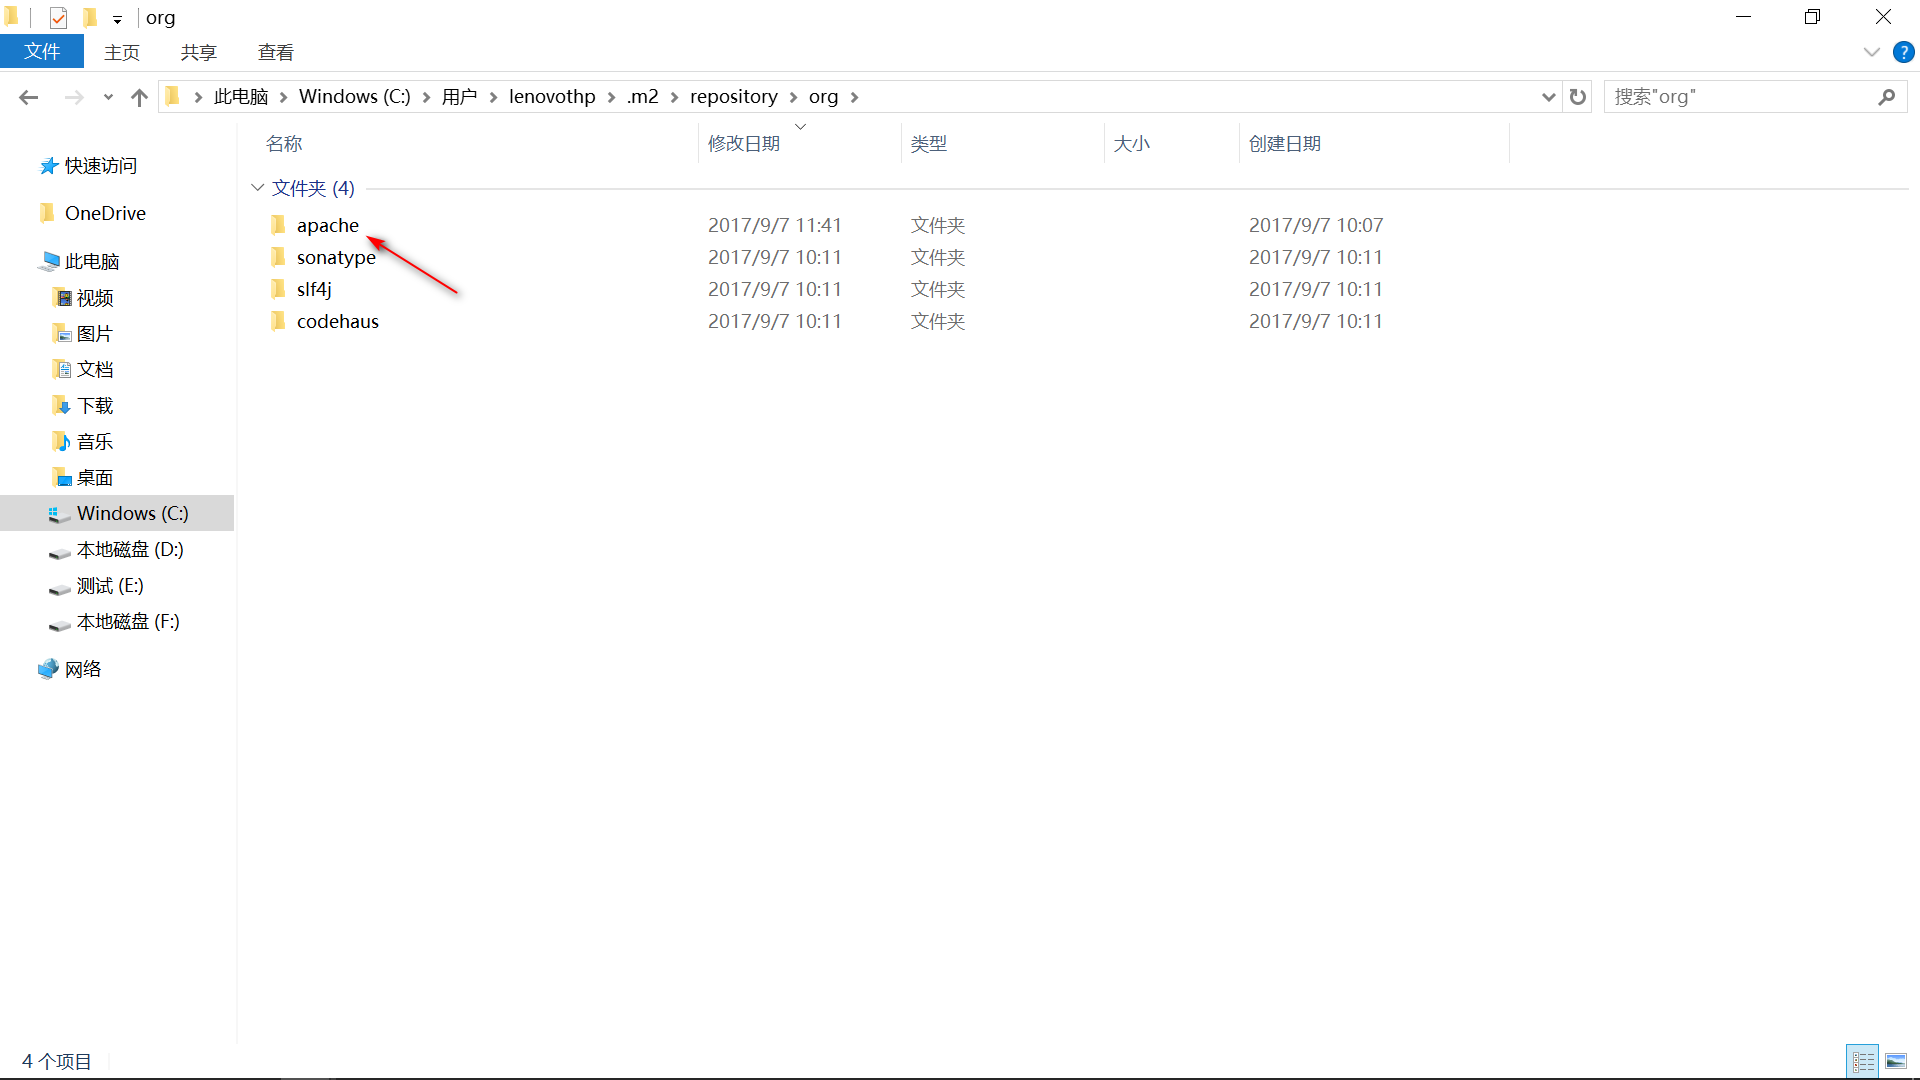 org
文件 主页 共享 查看
此电脑 Windows (C:) 用户 lenovothp .m2 repository org 搜索"org"
名称 修改日期 类型 大小 创建日期
快速访问
文件夹 (4)
OneDrive
apache 2017/9/7 11:41 文件夹 2017/9/7 10:07
sonatype 2017/9/7 10:11 文件夹 2017/9/7 10:11
slf4j 2017/9/7 10:11 文件夹 2017/9/7 10:11
codehaus 2017/9/7 10:11 文件夹 2017/9/7 10:11
此电脑
视频
图片
文档
下载
音乐
桌面
Windows (C:)
本地磁盘 (D:)
测试 (E:)
本地磁盘 (F:)
网络
4 个项目